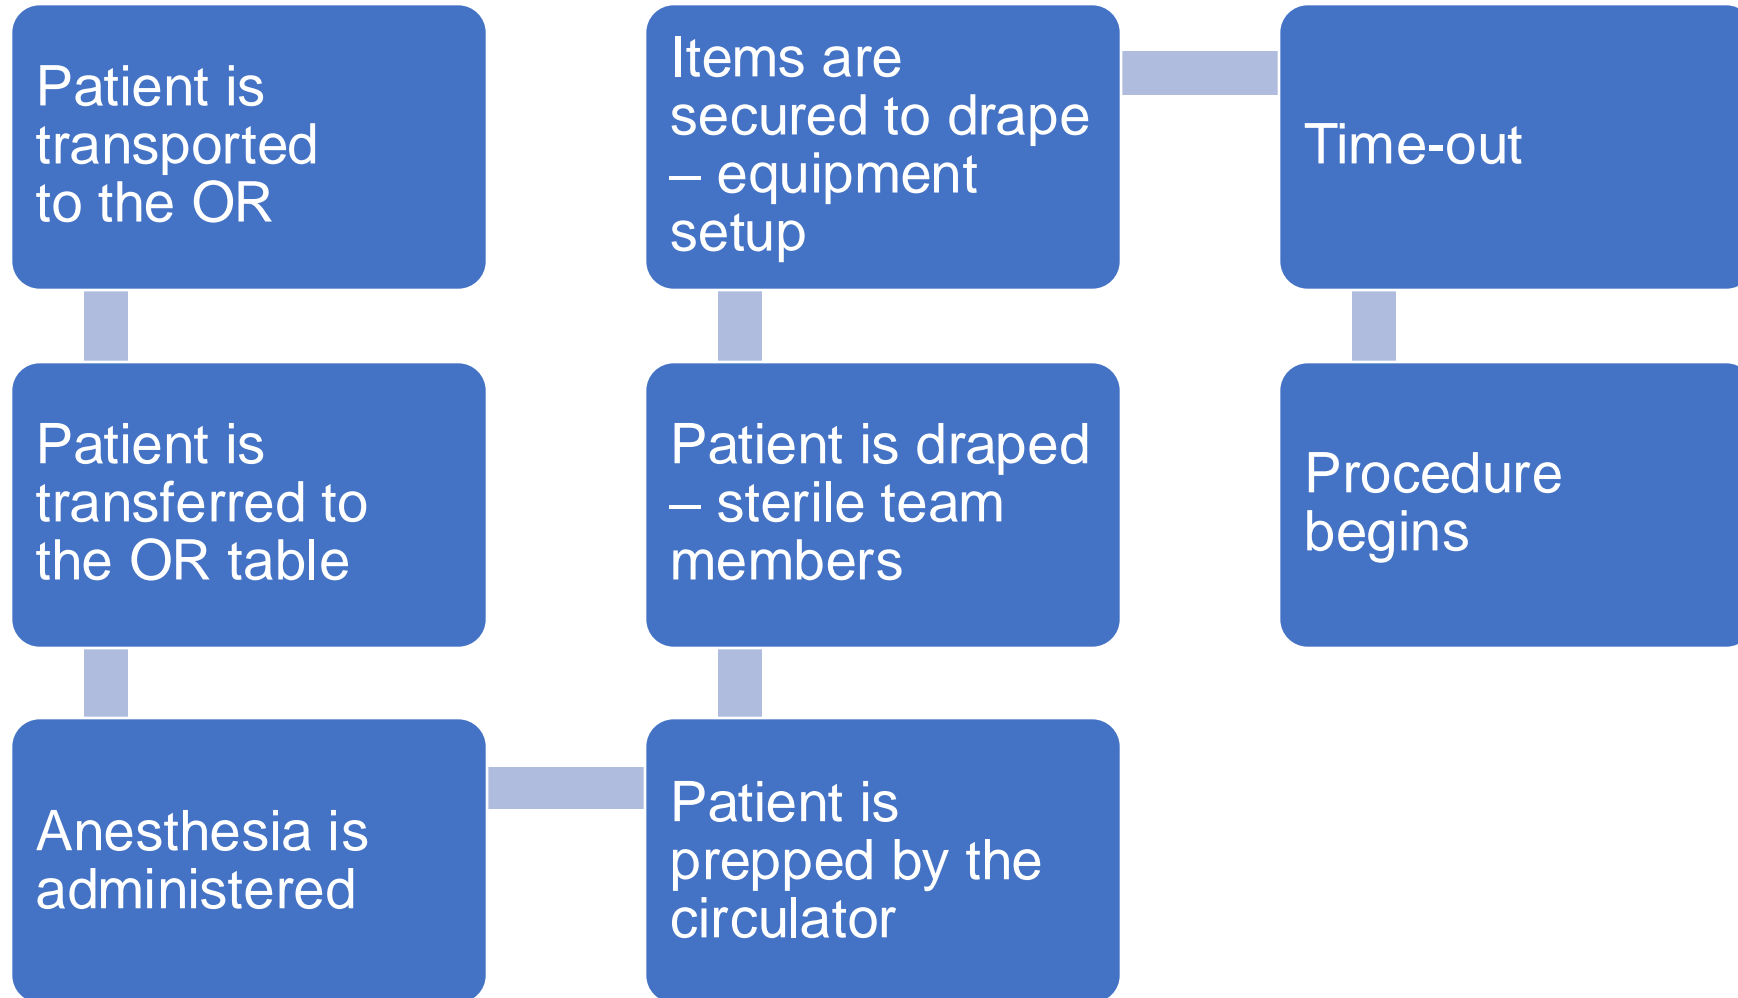 Patient is
transported
to the OR
Patient is
transferred to
the OR table
Anesthesia is
administered
Patient is
prepped by the
circulator
Patient is draped
– sterile team
members
Items are
secured to drape
– equipment
setup
Time-out
Procedure
begins